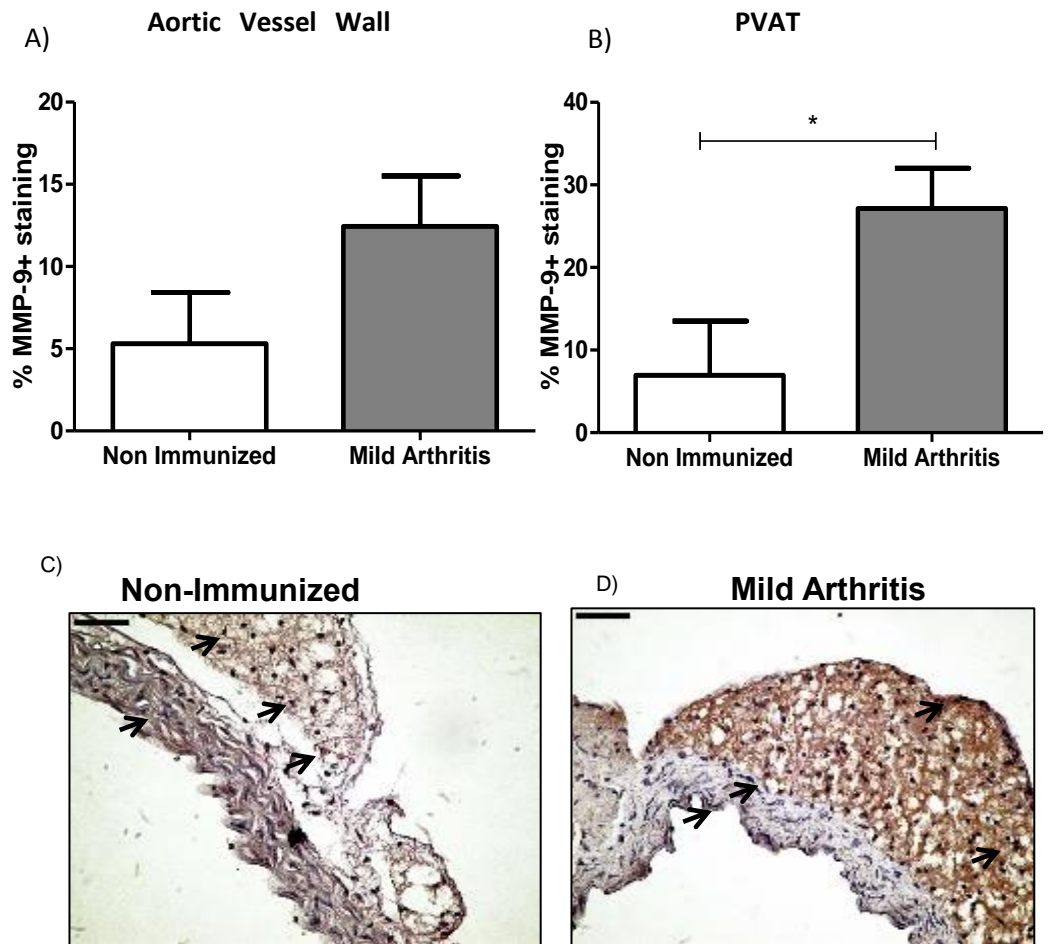 A) Aortic Vessel Wall
% MMP-9+ staining
20
15
10
5
0
Non Immunized Mild Arthritis
B) PVAT
% MMP-9+ staining
40
30
20
10
0
*
Non Immunized Mild Arthritis
C) Non-Immunized
D) Mild Arthritis